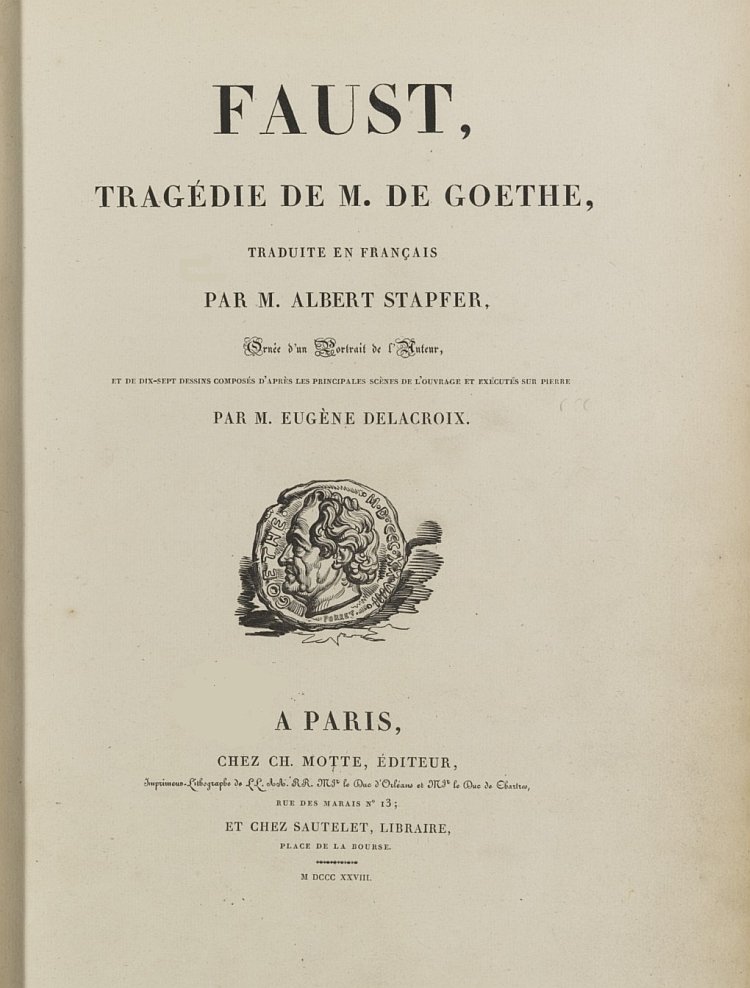 FAUST,
TRAGÉDIE DE M. DE GOETHE,
TRADUITE EN FRANÇAIS
PAR M. ALBERT STAPFER,
Ornée d'un Portrait de l'Auteur,
ET DE DIX-SEPT DESSINS COMPOSÉS D'APRÈS LES PRINCIPALES SCÈNES DE L'OUVRAGE ET EXÉCUTÉS SUR PIERRE
PAR M. EUGÈNE DELACROIX.
GOETHE
PORRET
A PARIS,
CHEZ CH. MOTTE, ÉDITEUR,
Imprimeur-Lithographe de LL. AA. RR. Mgr le Duc d'Orléans et Mgr le Duc de Chartres,
RUE DES MARAIS No 13;
ET CHEZ SAUTELET, LIBRAIRE,
PLACE DE LA BOURSE.
M DCCC XXVIII.